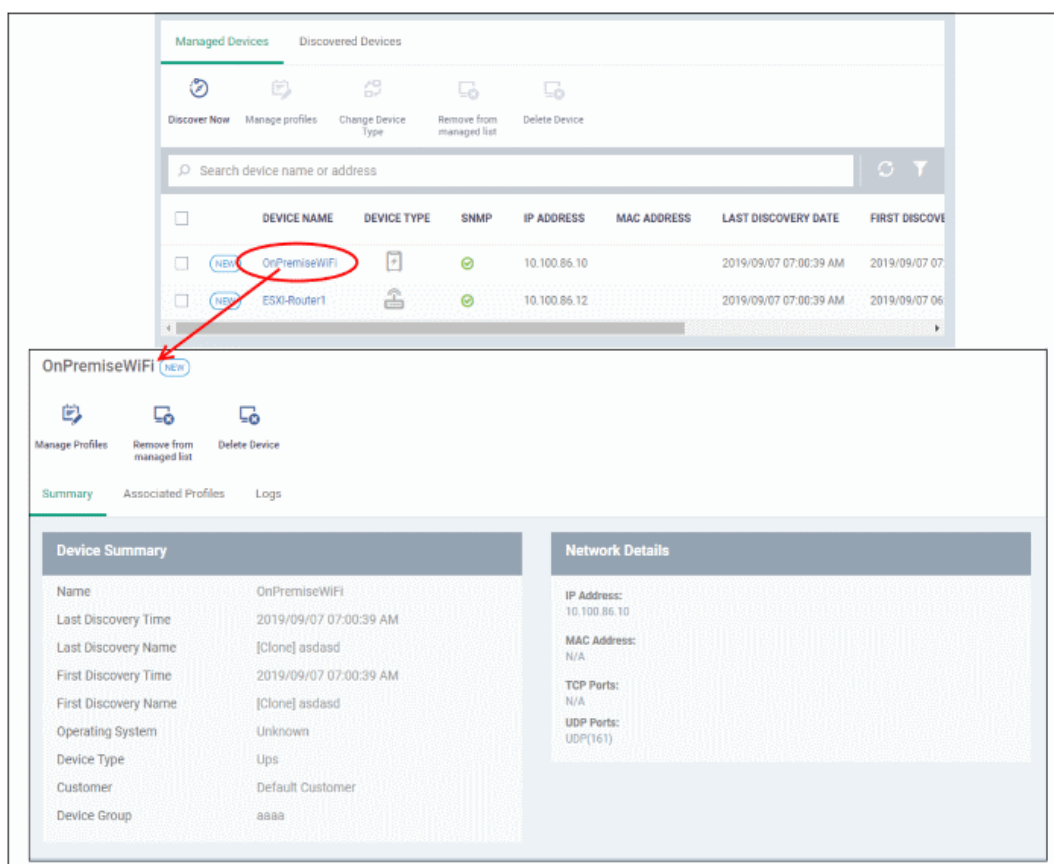 Managed Devices Discovered Devices
Discover Now Manage profiles Change Device Type Remove from managed list Delete Device
Search device name or address
DEVICE NAME DEVICE TYPE SNMP IP ADDRESS MAC ADDRESS LAST DISCOVERY DATE FIRST DISCOVE
NEW OnPremiseWiFi 10.100.86.10 2019/09/07 07:00:39 AM 2019/09/07 07:
NEW ESXI-Router1 10.100.86.12 2019/09/07 07:00:39 AM 2019/09/07 06
OnPremiseWiFi NEW
Manage Profiles Remove from managed list Delete Device
Summary Associated Profiles Logs
Device Summary
Name OnPremiseWiFi
Last Discovery Time 2019/09/07 07:00:39 AM
Last Discovery Name [Clone] asdasd
First Discovery Time 2019/09/07 07:00:39 AM
First Discovery Name [Clone] asdasd
Operating System Unknown
Device Type Ups
Customer Default Customer
Device Group aaaa
Network Details
IP Address:
10.100.86.10
MAC Address:
N/A
TCP Ports:
N/A
UDP Ports:
UDP(161)